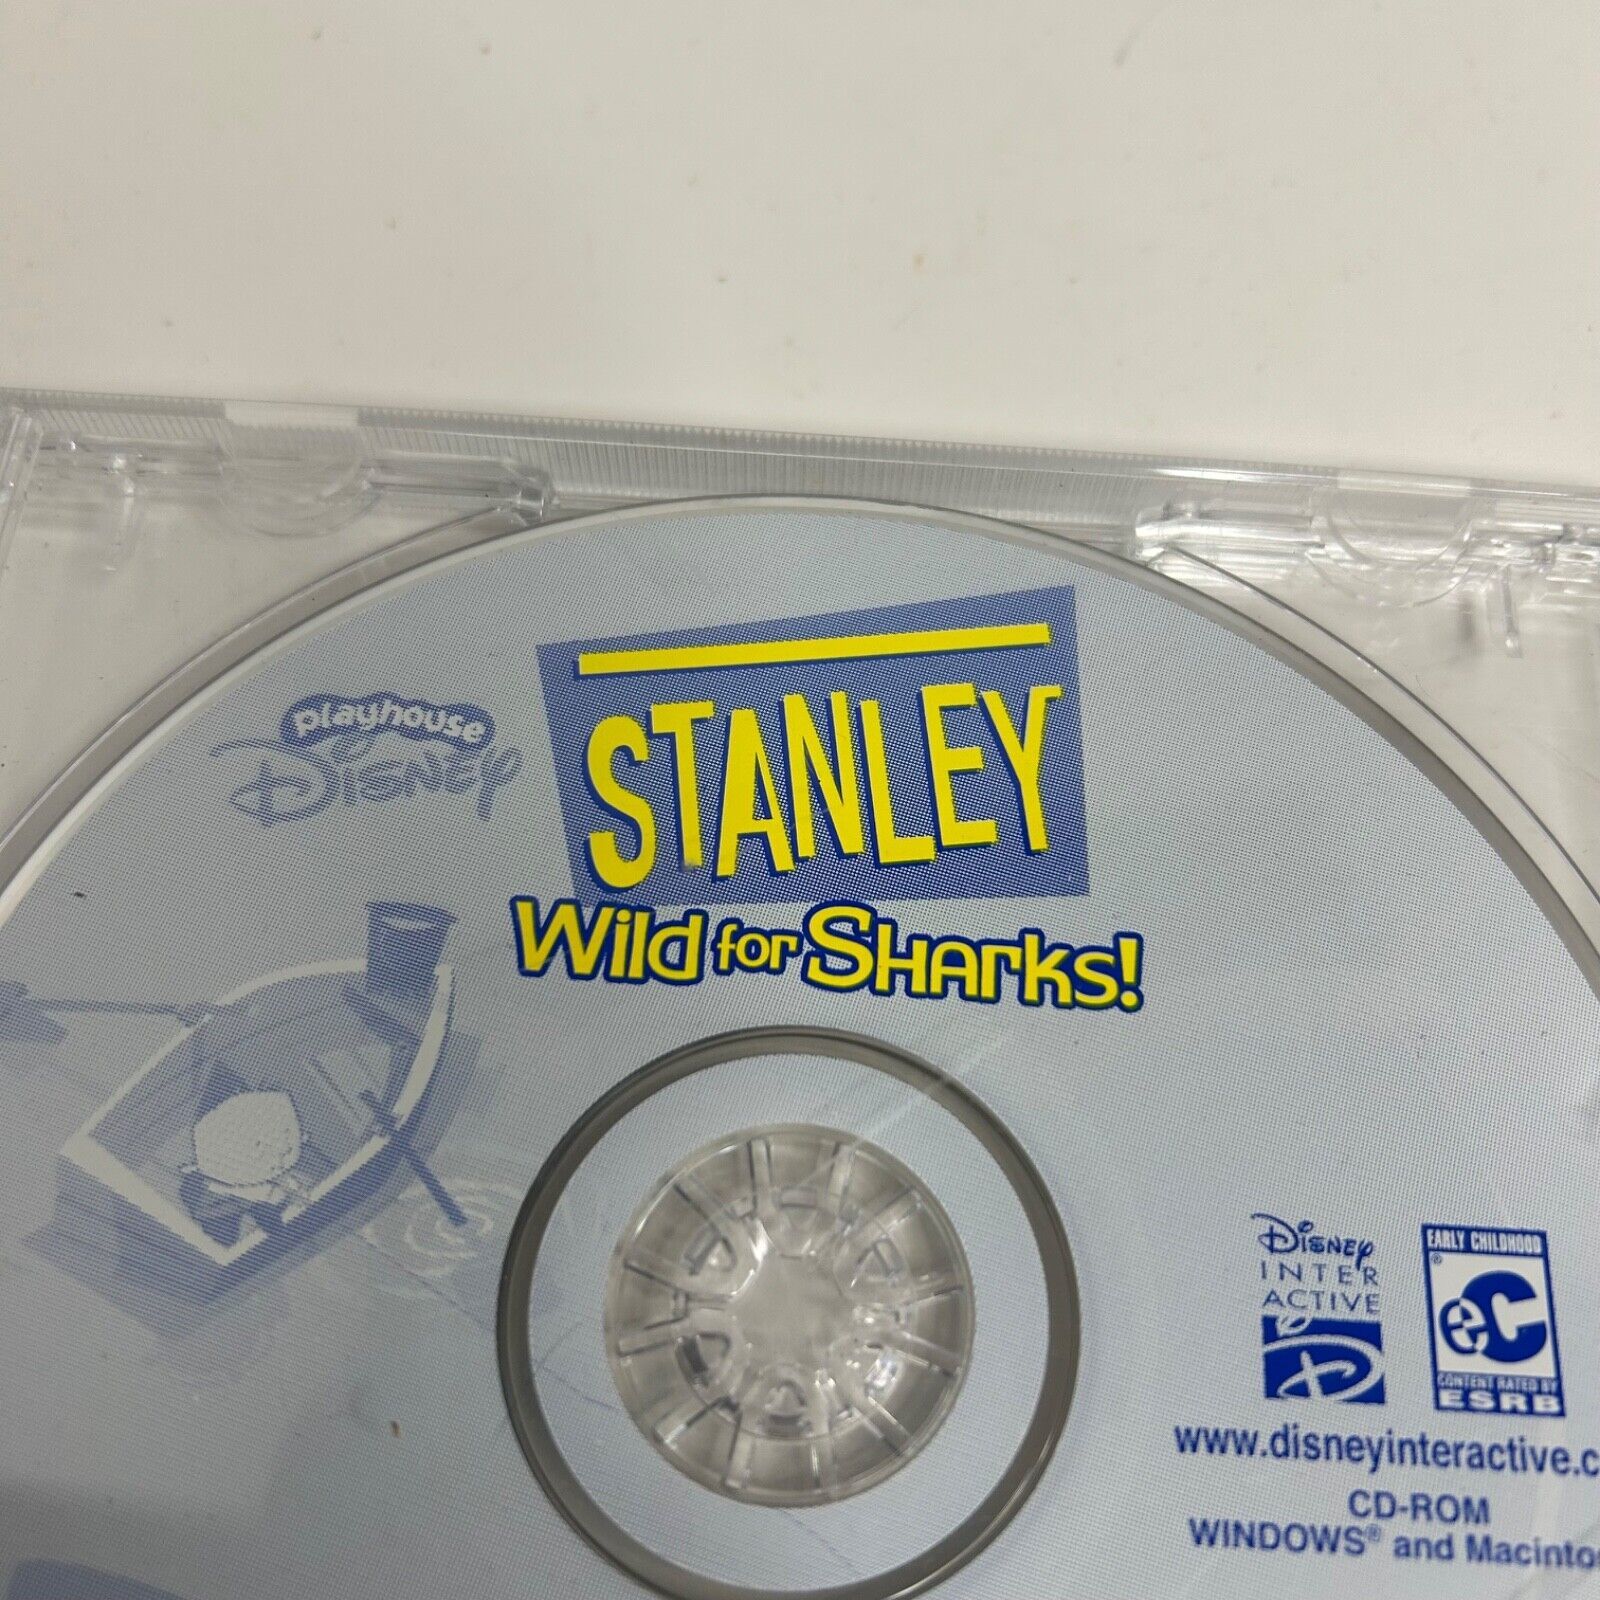 playhouse
Disney
STANLEY
Wild for Sharks!
Disney
INTER
ACTIVE
D
EARLY CHILDHOOD
®
eC
CONTENT RATED BY
ESRB
www.disneyinteractive.c
CD-ROM
WINDOWS® and Macintos